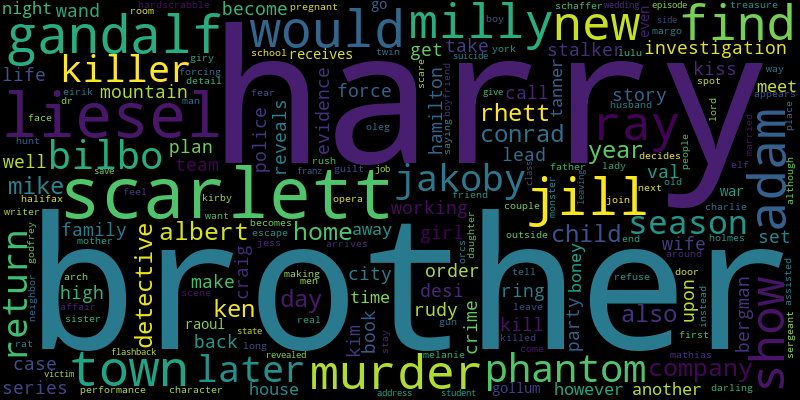 night wand become pregnant go boy schaffer wedding even episode treasure
room hardscrabble side margo
gandalf would milly new find
school giry receives get take twin york stalker lulu investigation
life killer forcing detail suicide kiss way
eirik mountain evidence force scare hamilton boyfriend saying call give rhett tanner story husband spot meet appears
liesel harry ray
dr man fear police reveals oleg conrad lord place
face plan year people married
hunt bilbo team rush lead val decides elf
well save guilt franz job jakoby father lady old war adam although
mike feel scarlett class friend leaving monster jill next charlie
halifax want kirby opera working couple join season
writer becomes girl outside child end holmes set
return godfrey family detective albert escape home away daughter orcs wife around show
mother jess arrives brother
neighbor arch craig making city order tell refuse door assisted
high make men time desi ring boney upon instead
affair scene day gun party also bergman
sister ken real book rudy leave crime kill first
rat raoul state kim stay killed sergeant
case back long melanie come mathias
victim flashback revealed
town later murder phantom company
series performance character house address student gollum however another darling